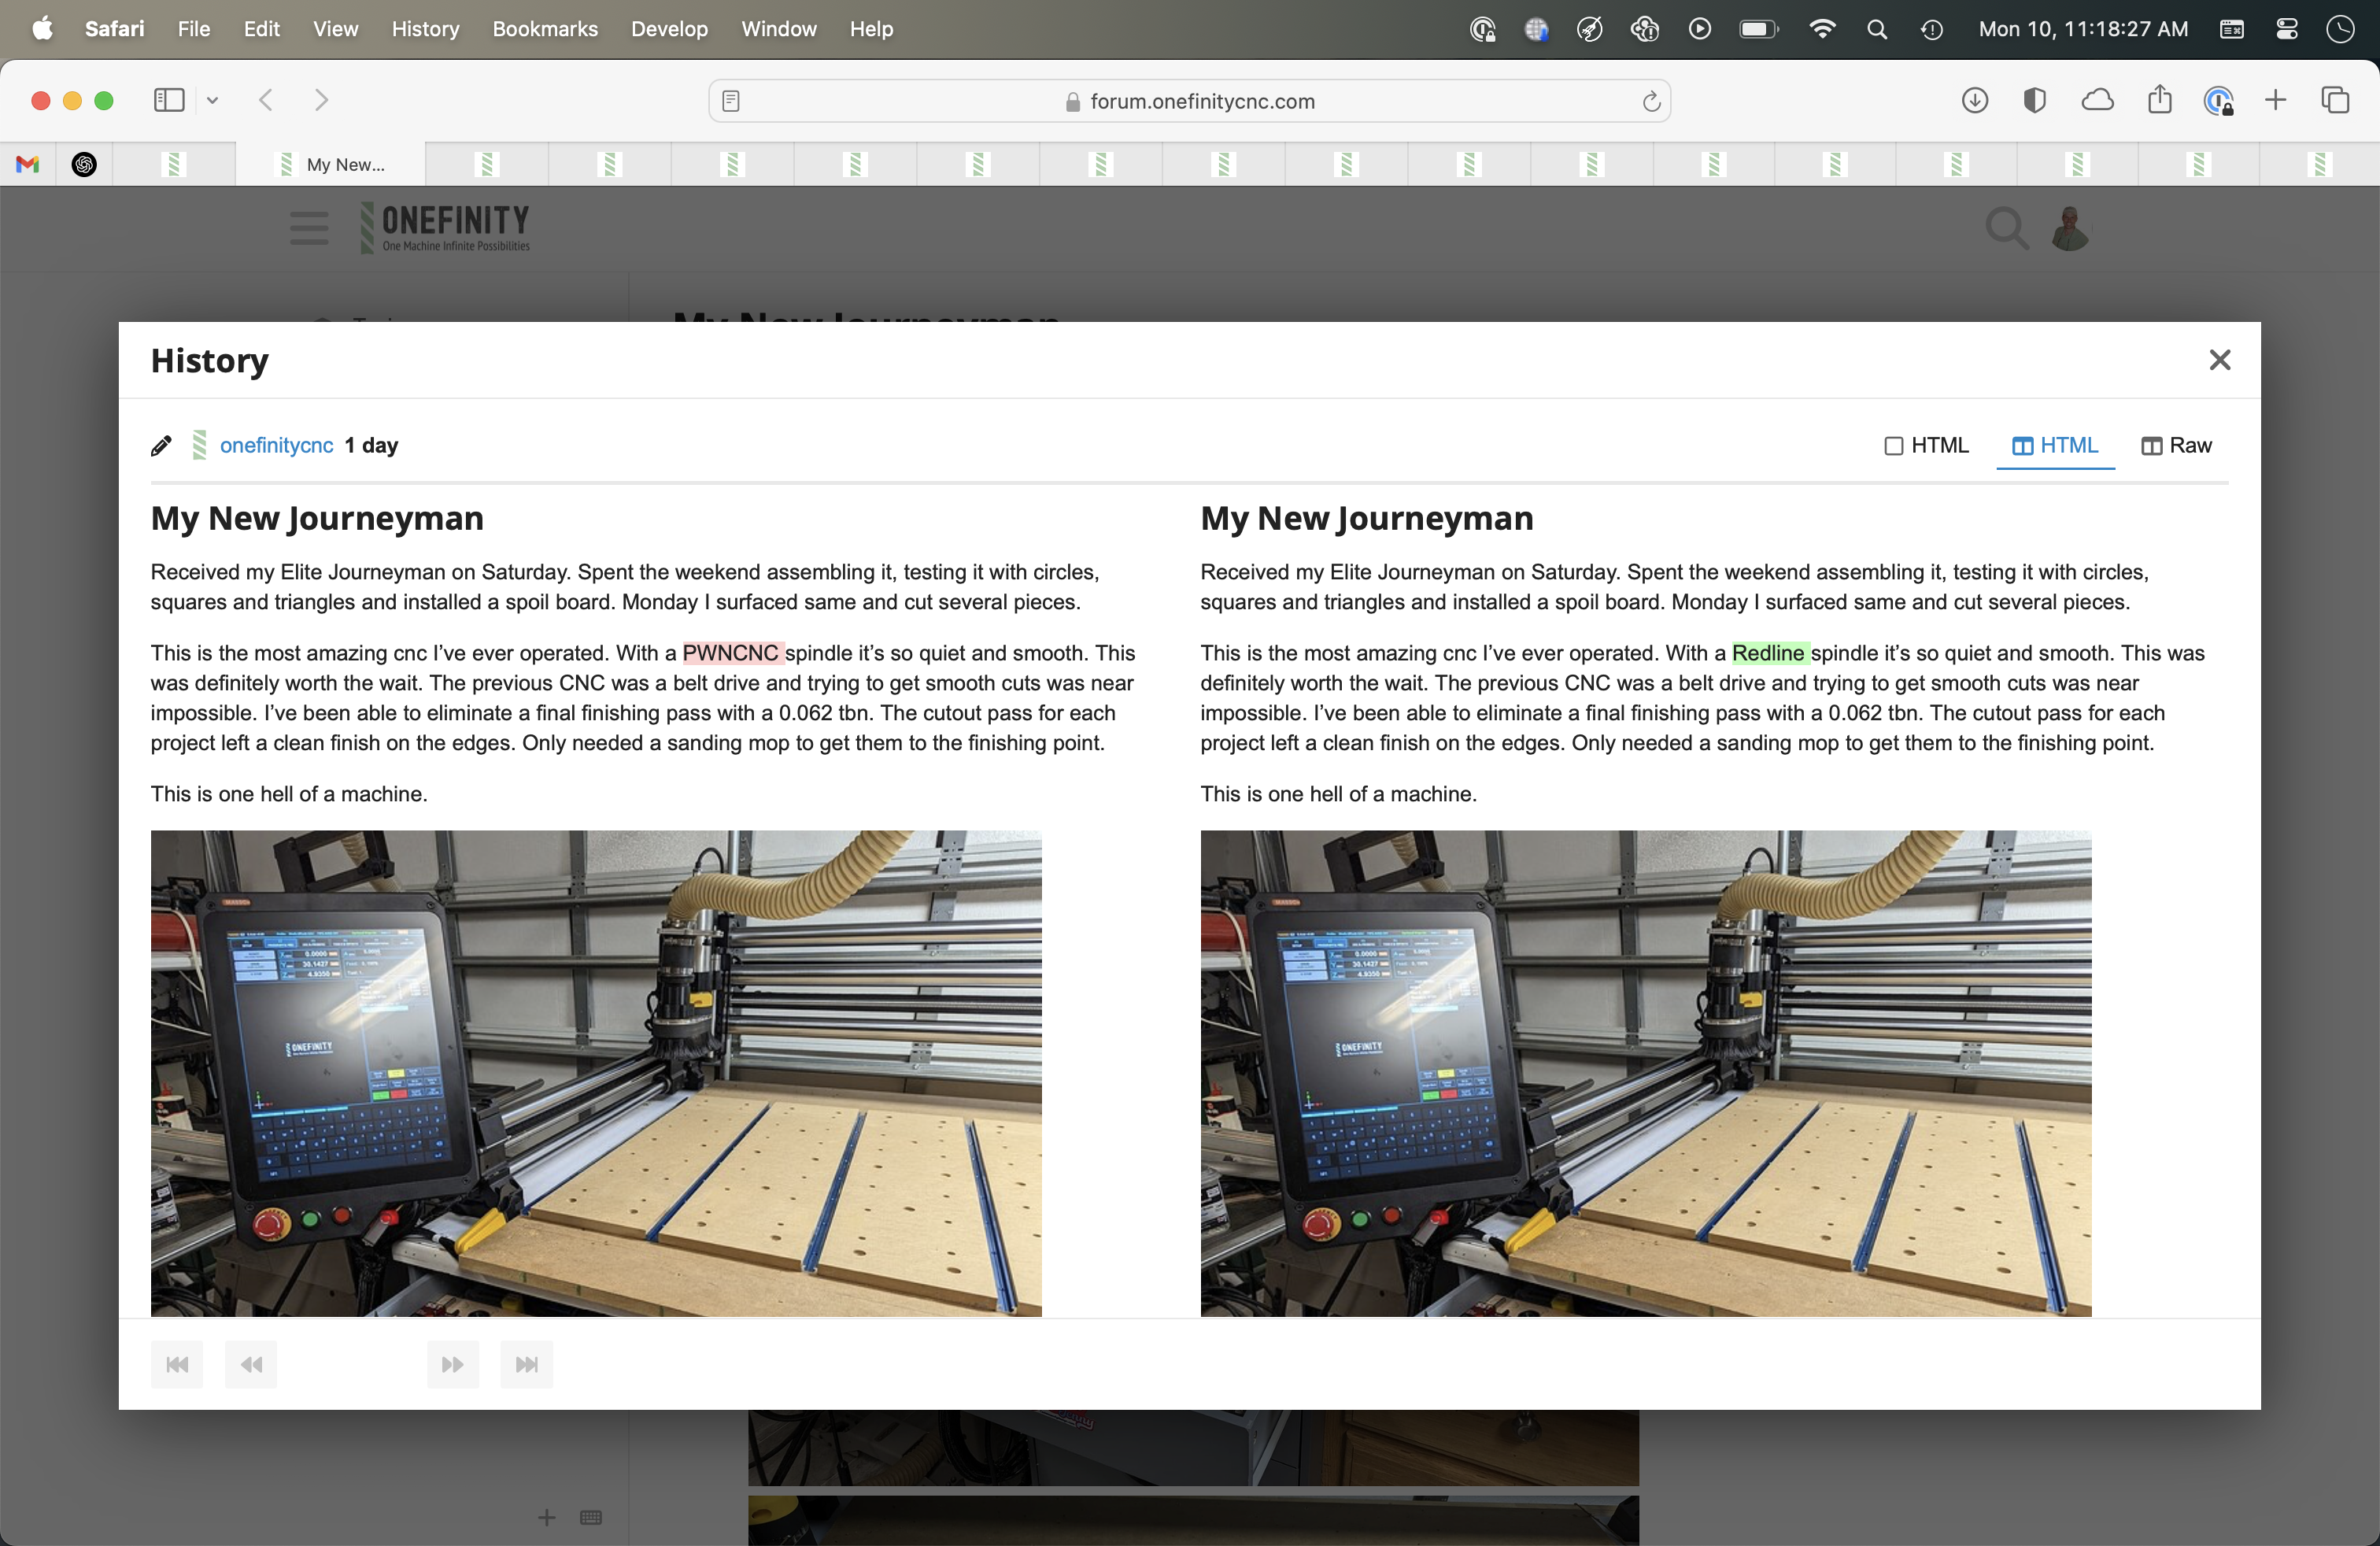 Safari File Edit View History Bookmarks Develop Window Help Mon 10, 11:18:27 AM
forum.onefinitycnc.com
My New...
ONEFINITY
One Machine Infinite Possibilities
My New Journeyman
History
onefinitycnc 1 day HTML HTML Raw
My New Journeyman
Received my Elite Journeyman on Saturday. Spent the weekend assembling it, testing it with circles,
squares and triangles and installed a spoil board. Monday I surfaced same and cut several pieces.
This is the most amazing cnc I’ve ever operated. With a PWNCNC spindle it’s so quiet and smooth. This
was definitely worth the wait. The previous CNC was a belt drive and trying to get smooth cuts was near
impossible. I’ve been able to eliminate a final finishing pass with a 0.062 tbn. The cutout pass for each
project left a clean finish on the edges. Only needed a sanding mop to get them to the finishing point.
This is one hell of a machine.
ONEFINITY
My New Journeyman
Received my Elite Journeyman on Saturday. Spent the weekend assembling it, testing it with circles,
squares and triangles and installed a spoil board. Monday I surfaced same and cut several pieces.
This is the most amazing cnc I’ve ever operated. With a Redline spindle it’s so quiet and smooth. This was
definitely worth the wait. The previous CNC was a belt drive and trying to get smooth cuts was near
impossible. I’ve been able to eliminate a final finishing pass with a 0.062 tbn. The cutout pass for each
project left a clean finish on the edges. Only needed a sanding mop to get them to the finishing point.
This is one hell of a machine.
ONEFINITY